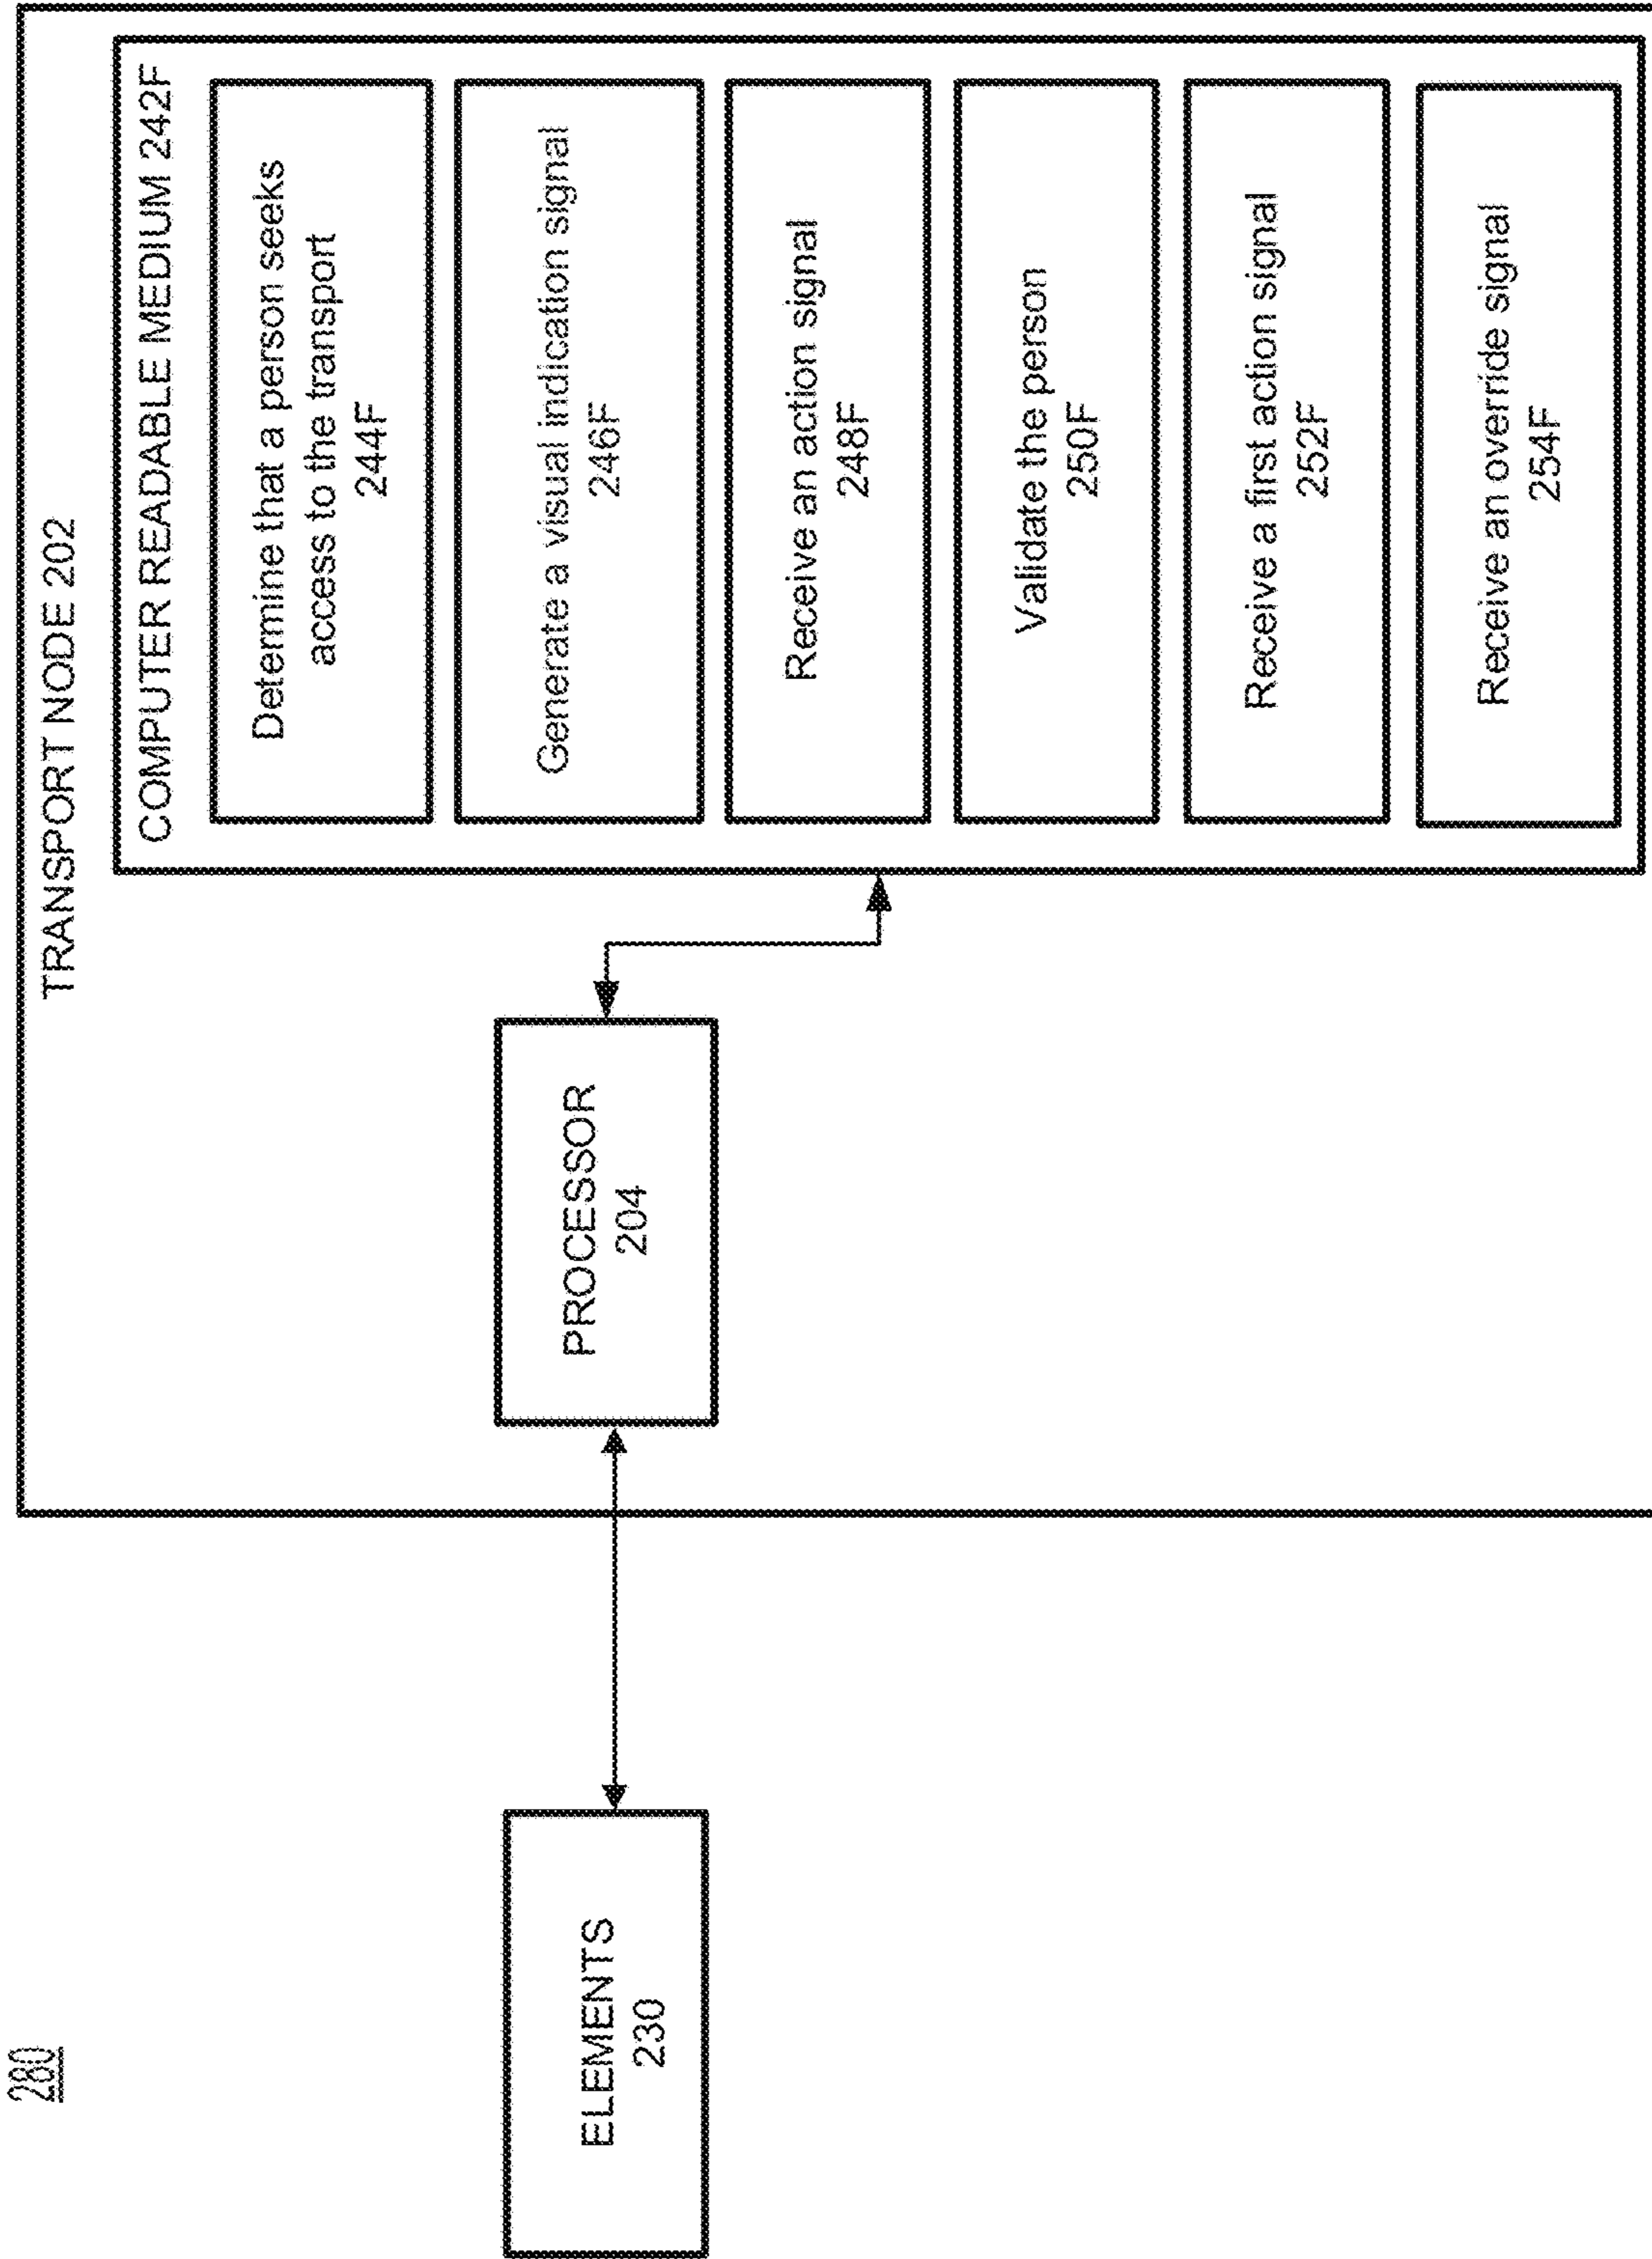 280
TRANSPORT NODE 202
COMPUTER READABLE MEDIUM 242F
ELEMENTS
230
PROCESSOR
204
Determine that a person seeks
access to the transport
244F
Generate a visual indication signal
246F
Receive an action signal
248F
Validate the person
250F
Receive a first action signal
252F
Receive an override signal
254F